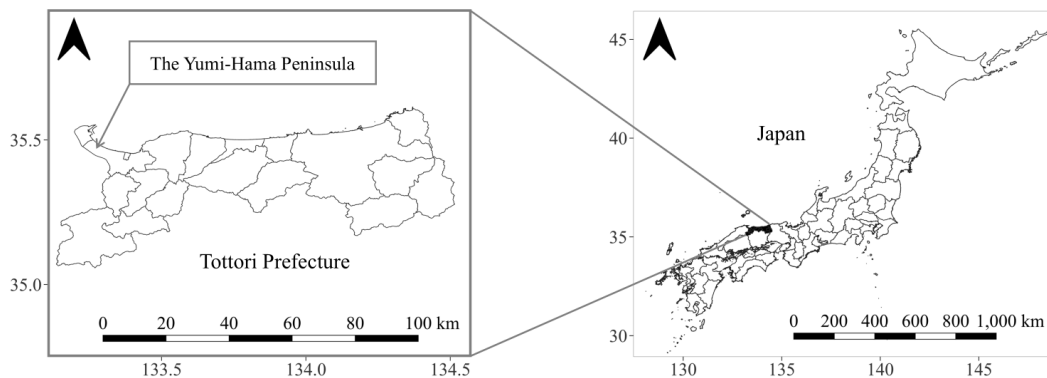 The Yumi-Hama Peninsula
35.5
35.0
Tottori Prefecture
0 20 40 60 80 100 km
133.5 134.0 134.5
45
40
35
30
Japan
0 200 400 600 800 1,000 km
130 135 140 145